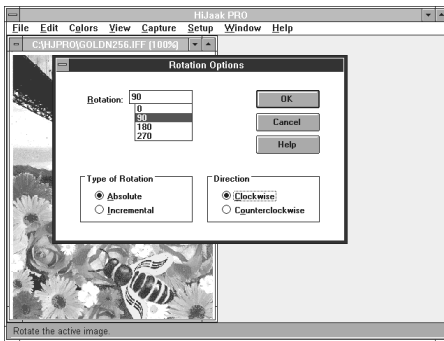 HiJaak PRO
File Edit Colors View Capture Setup Window Help
C:\HJPRO\GOLDN256.IFF (100%)
Rotation Options
Rotation: 90
0
90
180
270
OK
Cancel
Help
Type of Rotation
Absolute
Incremental
Direction
Clockwise
Counterclockwise
Rotate the active image.